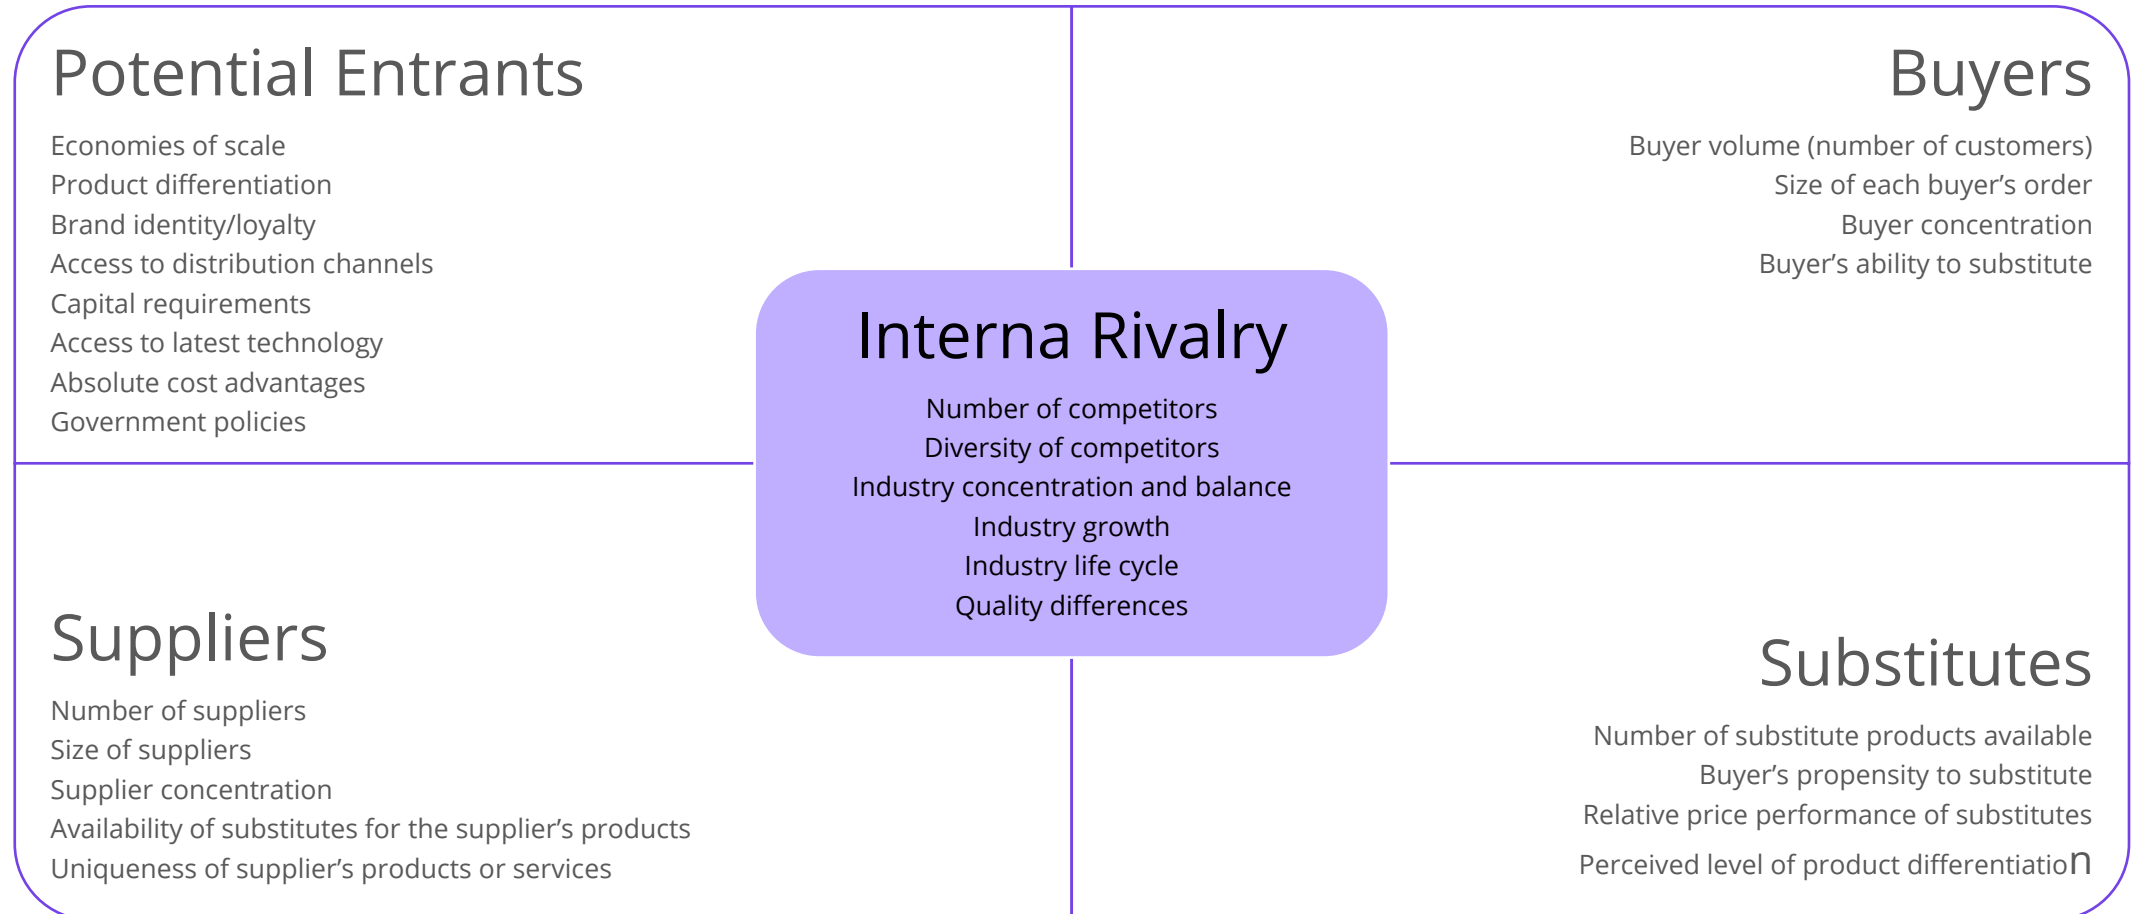 Potential Entrants
Economies of scale
Product differentiation
Brand identity/loyalty
Access to distribution channels
Capital requirements
Access to latest technology
Absolute cost advantages
Government policies
Buyers
Buyer volume (number of customers)
Size of each buyer’s order
Buyer concentration
Buyer’s ability to substitute
Interna Rivalry
Number of competitors
Diversity of competitors
Industry concentration and balance
Industry growth
Industry life cycle
Quality differences
Suppliers
Number of suppliers
Size of suppliers
Supplier concentration
Availability of substitutes for the supplier’s products
Uniqueness of supplier’s products or services
Substitutes
Number of substitute products available
Buyer’s propensity to substitute
Relative price performance of substitutes
Perceived level of product differentiation